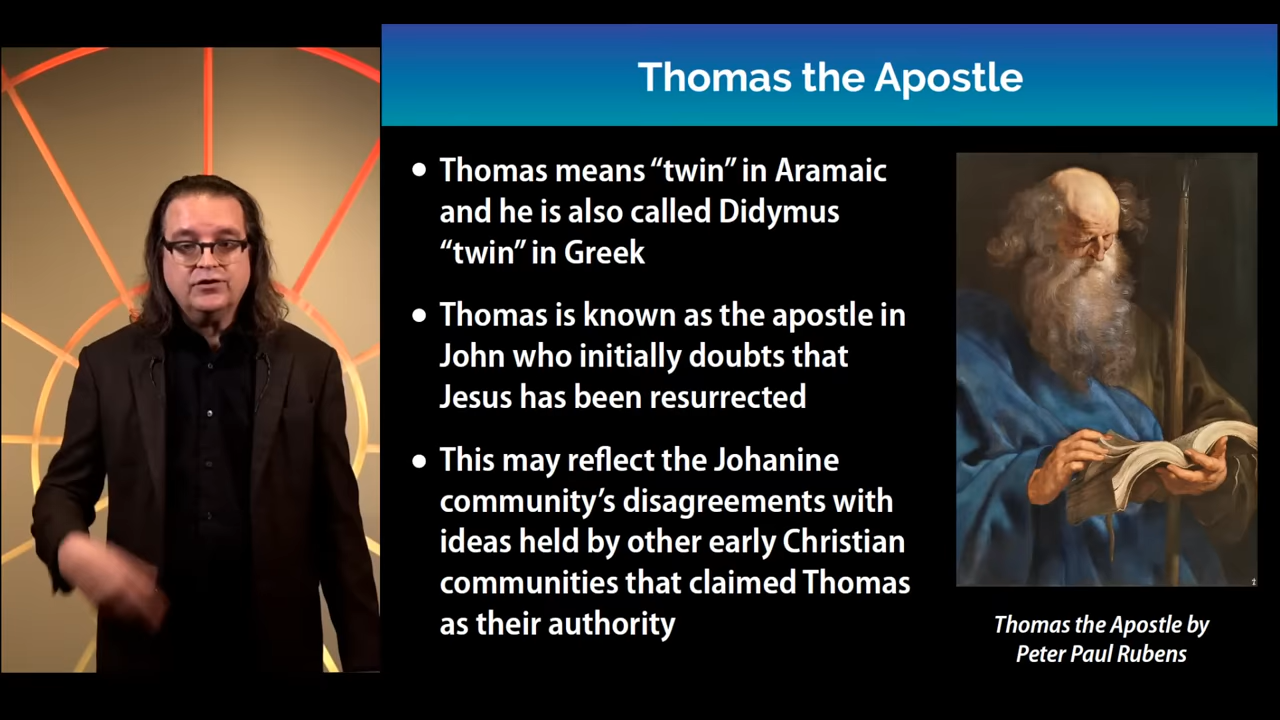 Thomas the Apostle
• Thomas means “twin” in Aramaic
and he is also called Didymus
“twin” in Greek
• Thomas is known as the apostle in
John who initially doubts that
Jesus has been resurrected
• This may reflect the Johanine
community’s disagreements with
ideas held by other early Christian
communities that claimed Thomas
as their authority
Thomas the Apostle by
Peter Paul Rubens